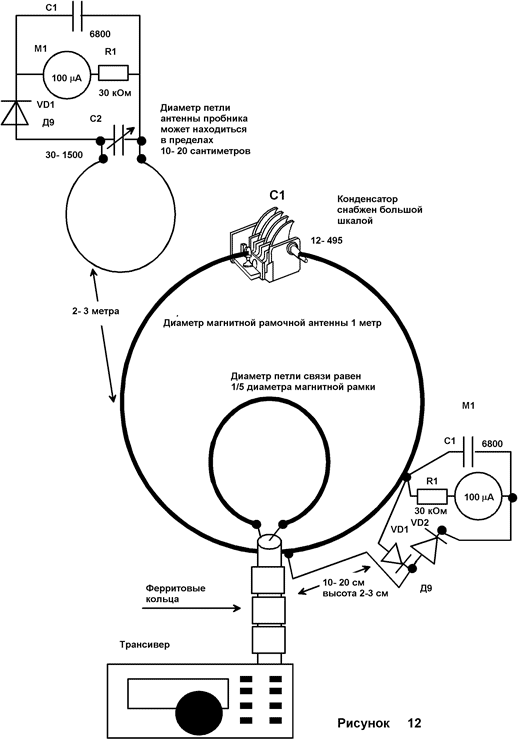 C1
6800
M1
R1
100 μA
30 кОм
VD1
Д9
C2
30- 1500
Диаметр петли
антенны пробника
может находиться
в пределах
10- 20 сантиметров
C1
Конденсатор
снабжен большой
шкалой
12- 495
2- 3 метра
Диаметр магнитной рамочной антенны 1 метр
Диаметр петли связи равен
1/5 диаметра магнитной рамки
M1
C1
6800
R1
100 μA
30 кОм
VD1
VD2
Д9
10- 20 см
высота 2-3 см
Ферритовые
кольца
Трансивер
Рисунок 12